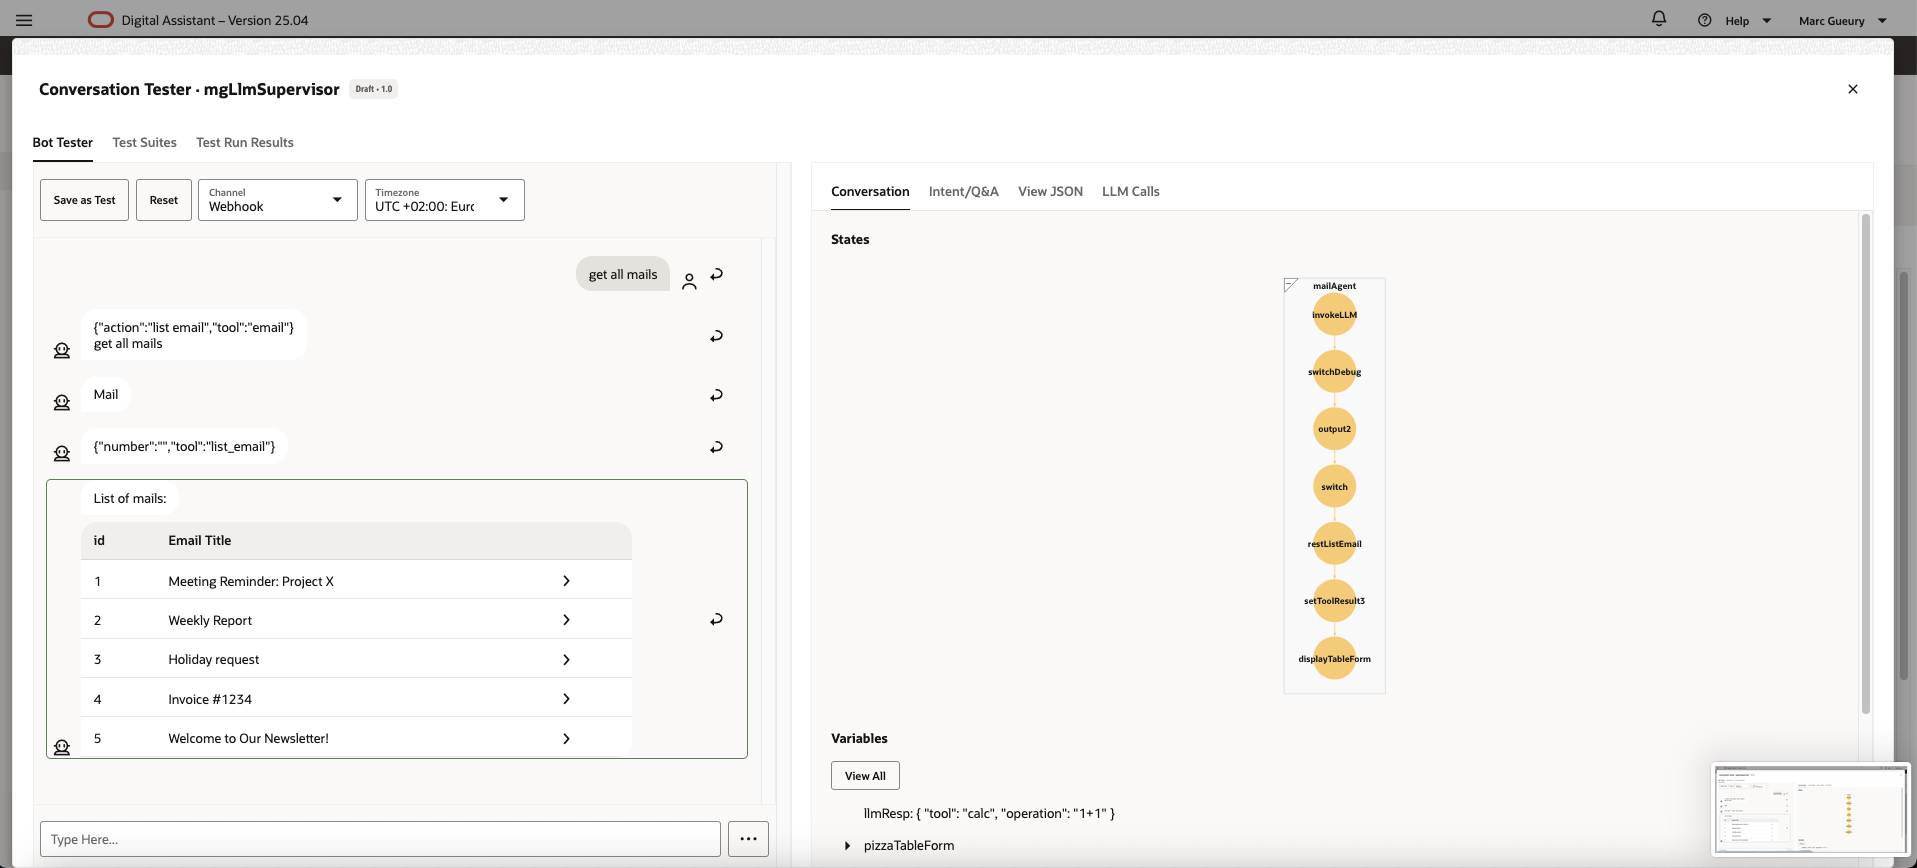 Digital Assistant – Version 25.04
Help
Marc Gueury
Conversation Tester · mgLlmSupervisor
Draft • 1.0
Bot Tester
Test Suites
Test Run Results
Save as Test
Reset
Channel
Webhook
Timezone
UTC +02:00: Euro
get all mails
{"action":"list email","tool":"email"}
get all mails
Mail
{"number":"","tool":"list_email"}
List of mails:
id Email Title
1 Meeting Reminder: Project X
2 Weekly Report
3 Holiday request
4 Invoice #1234
5 Welcome to Our Newsletter!
Type Here...
Conversation
Intent/Q&A
View JSON
LLM Calls
States
mailAgent
invokeLLM
switchDebug
output2
switch
restListEmail
setToolResult3
displayTableForm
Variables
View All
llmResp: { "tool": "calc", "operation": "1+1" }
pizzaTableForm